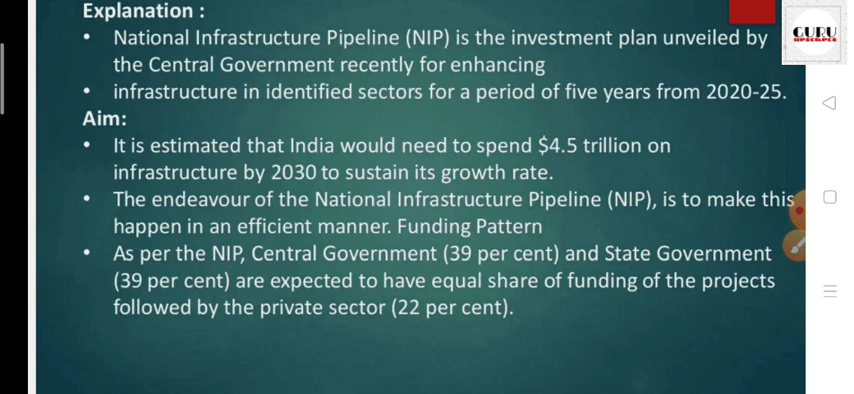 Explanation :
• National Infrastructure Pipeline (NIP) is the investment plan unveiled by
the Central Government recently for enhancing
• infrastructure in identified sectors for a period of five years from 2020-25.
Aim:
• It is estimated that India would need to spend $4.5 trillion on
infrastructure by 2030 to sustain its growth rate.
• The endeavour of the National Infrastructure Pipeline (NIP), is to make this
happen in an efficient manner. Funding Pattern
• As per the NIP, Central Government (39 per cent) and State Government
(39 per cent) are expected to have equal share of funding of the projects
followed by the private sector (22 per cent).
GURU